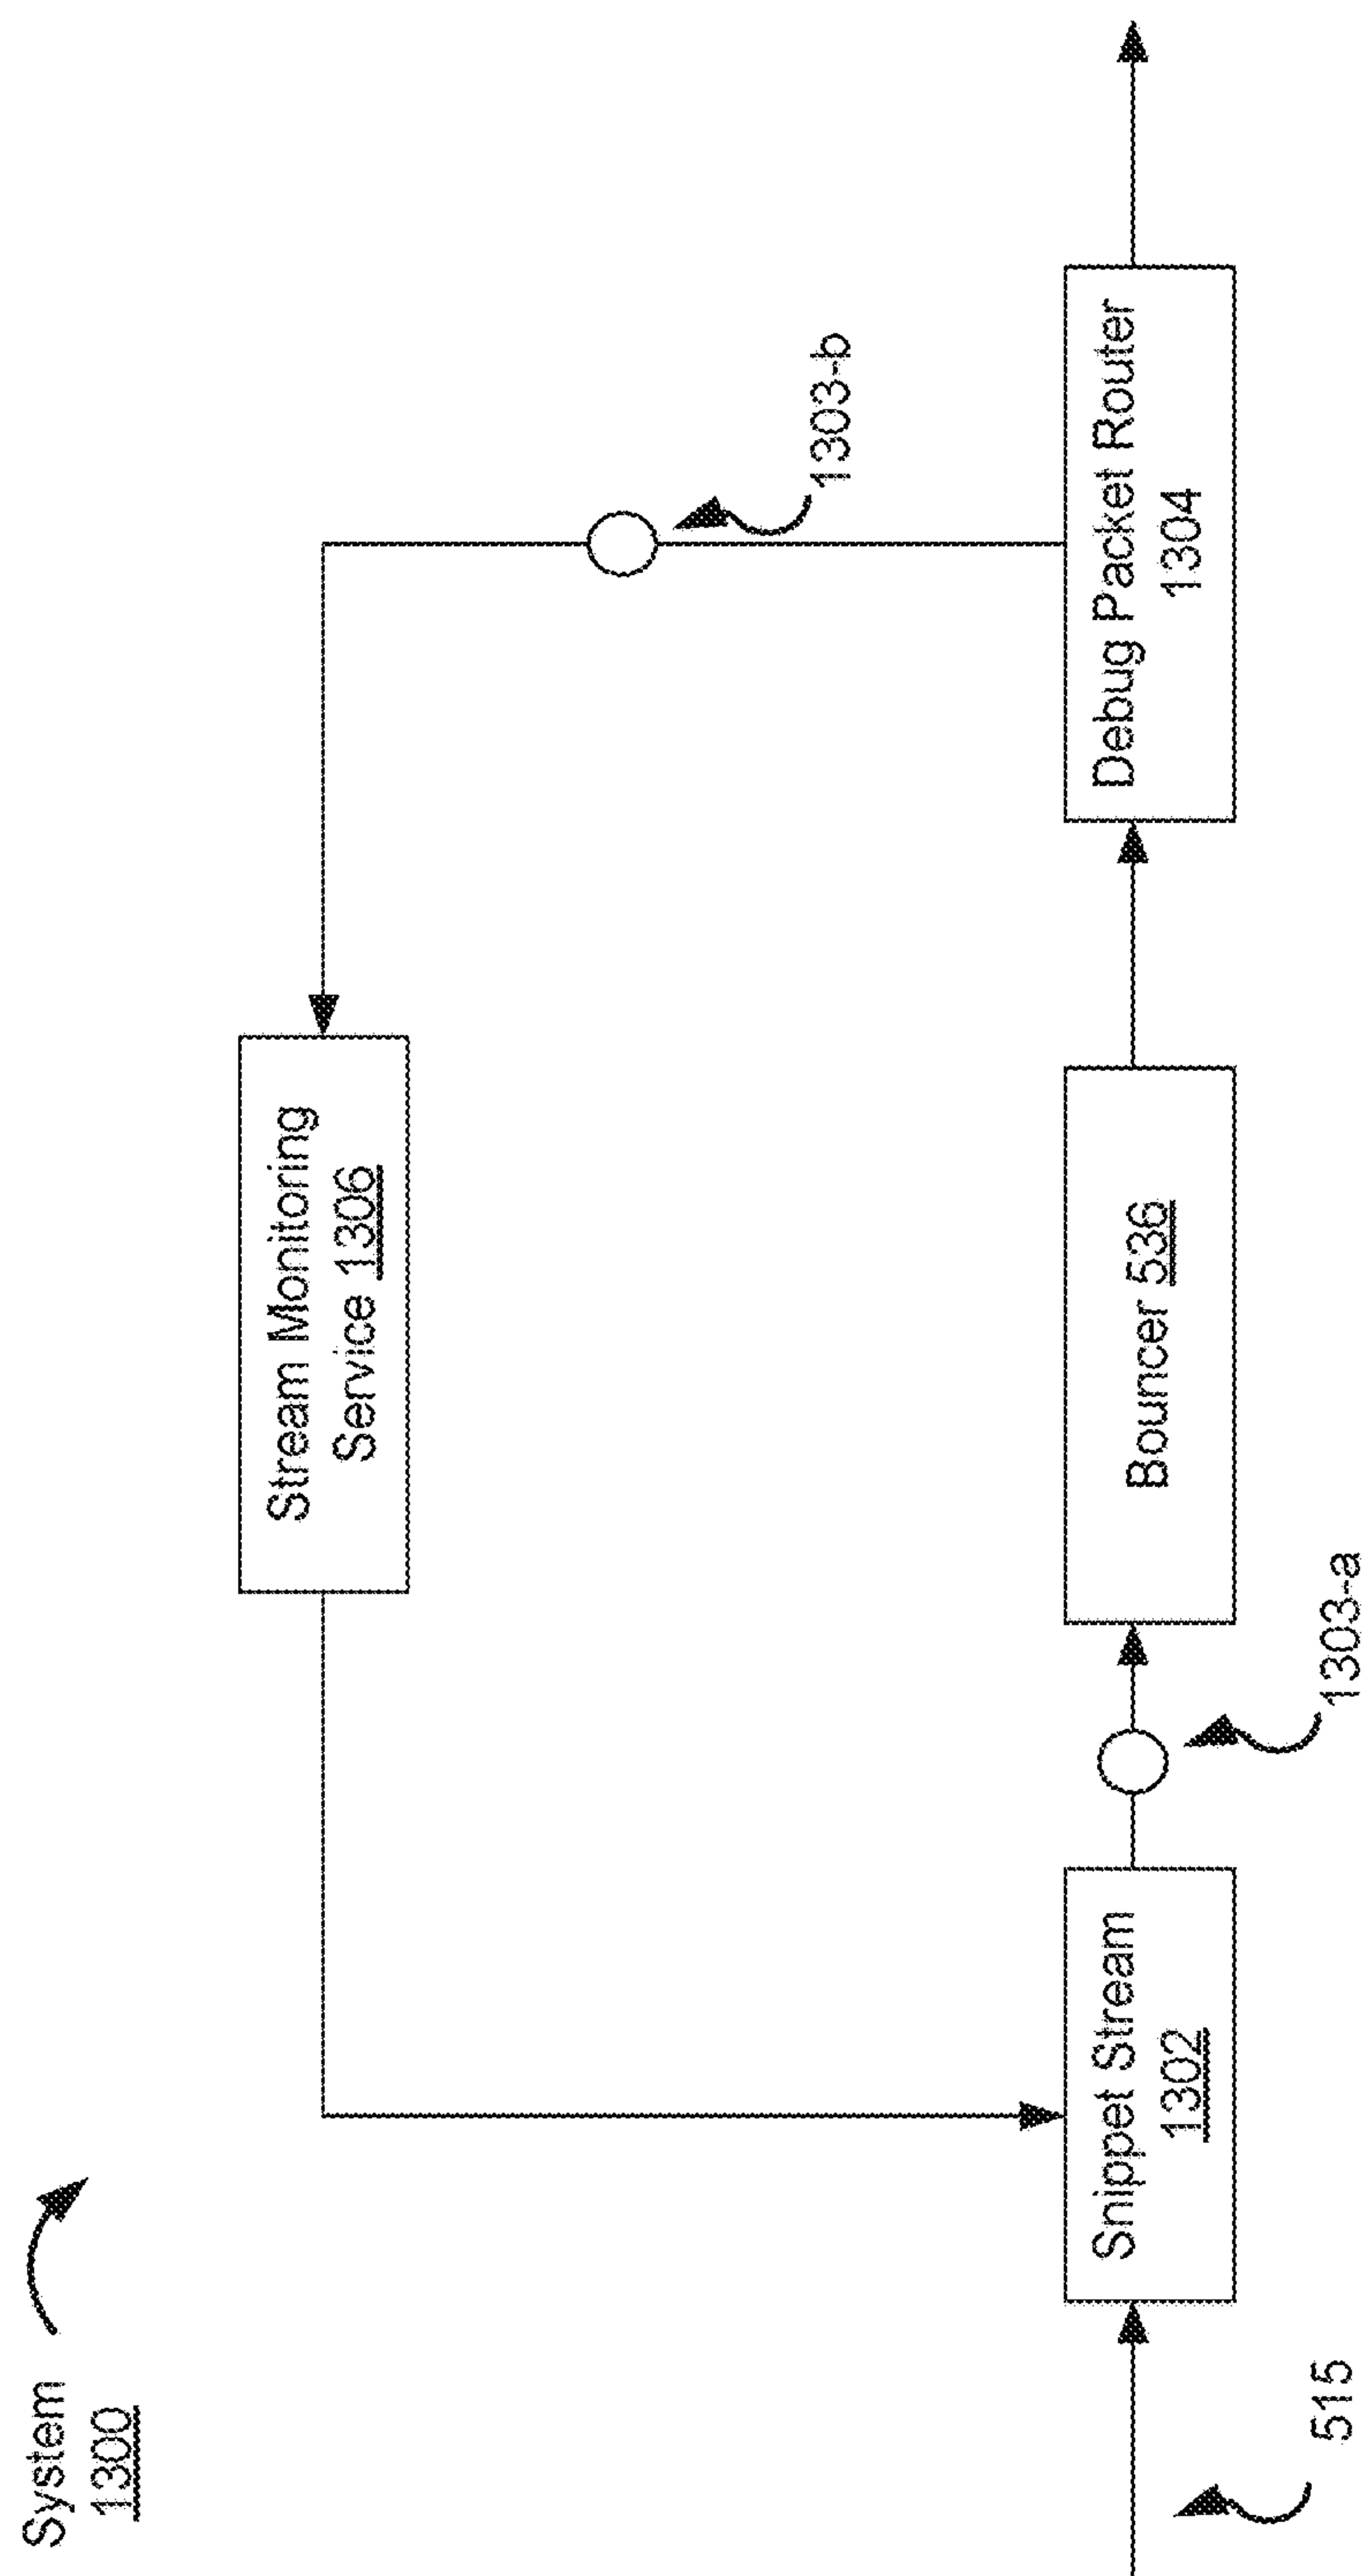 System
1300
Stream Monitoring
Service 1306
1303-b
515
Snippet Stream
1302
1303-a
Bouncer 536
Debug Packet Router
1304